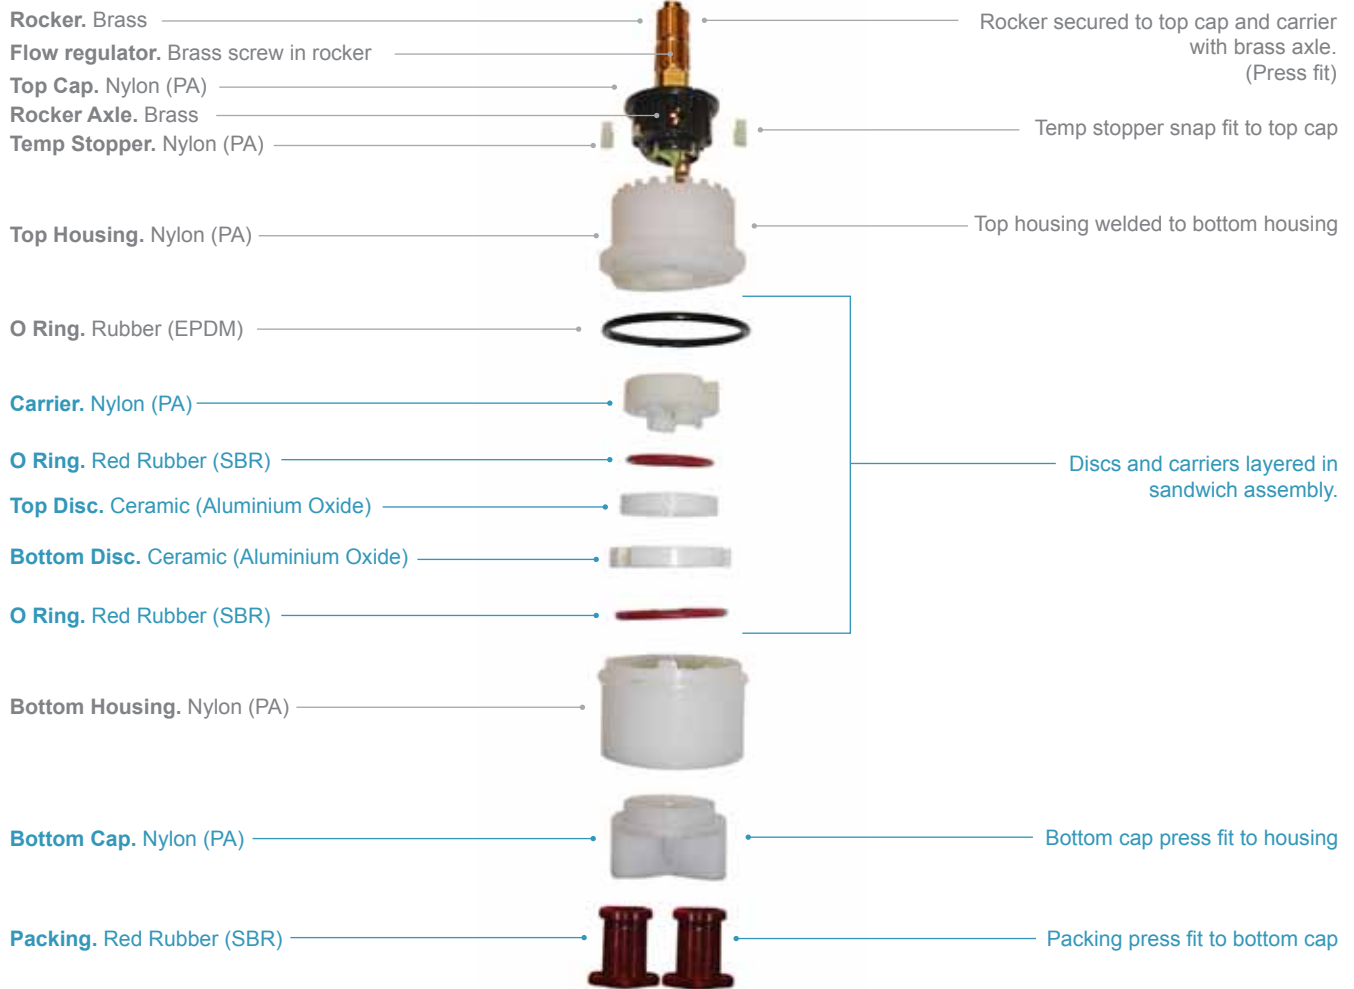 Rocker. Brass
Flow regulator. Brass screw in rocker
Top Cap. Nylon (PA)
Rocker Axle. Brass
Temp Stopper. Nylon (PA)
Top Housing. Nylon (PA)
O Ring. Rubber (EPDM)
Carrier. Nylon (PA)
O Ring. Red Rubber (SBR)
Top Disc. Ceramic (Aluminium Oxide)
Bottom Disc. Ceramic (Aluminium Oxide)
O Ring. Red Rubber (SBR)
Bottom Housing. Nylon (PA)
Bottom Cap. Nylon (PA)
Packing. Red Rubber (SBR)
Rocker secured to top cap and carrier
with brass axle.
(Press fit)
Temp stopper snap fit to top cap
Top housing welded to bottom housing
Discs and carriers layered in
sandwich assembly.
Bottom cap press fit to housing
Packing press fit to bottom cap